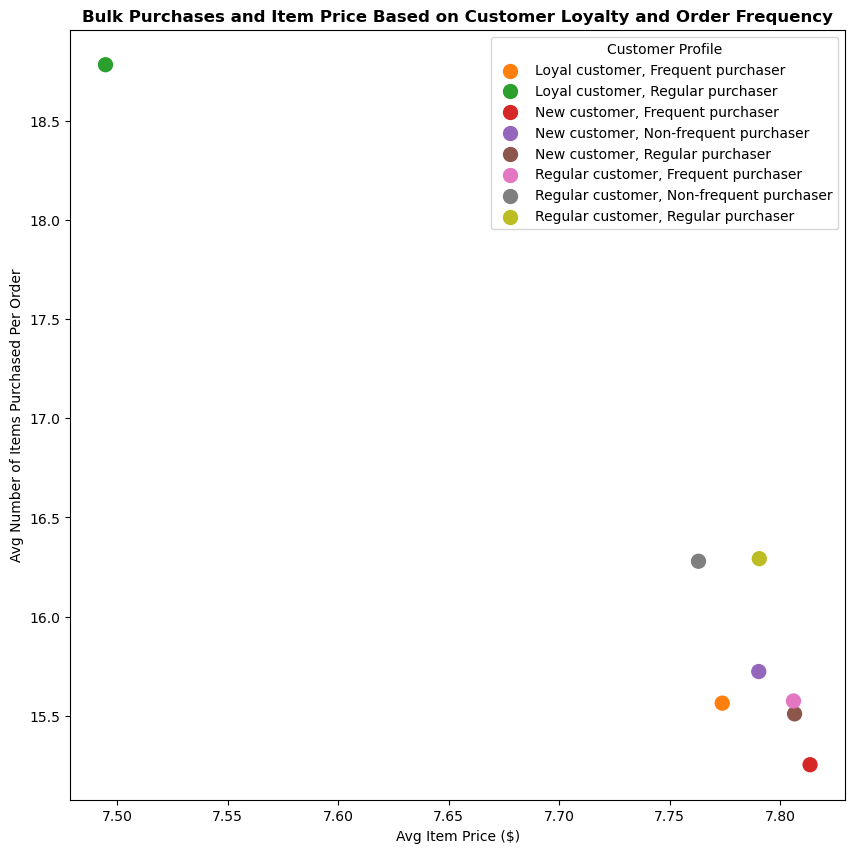 Bulk Purchases and Item Price Based on Customer Loyalty and Order Frequency
Customer Profile
Loyal customer, Frequent purchaser
Loyal customer, Regular purchaser
New customer, Frequent purchaser
New customer, Non-frequent purchaser
New customer, Regular purchaser
Regular customer, Frequent purchaser
Regular customer, Non-frequent purchaser
Regular customer, Regular purchaser
Avg Number of Items Purchased Per Order
18.5
18.0
17.5
17.0
16.5
16.0
15.5
7.50 7.55 7.60 7.65 7.70 7.75 7.80
Avg Item Price ($)